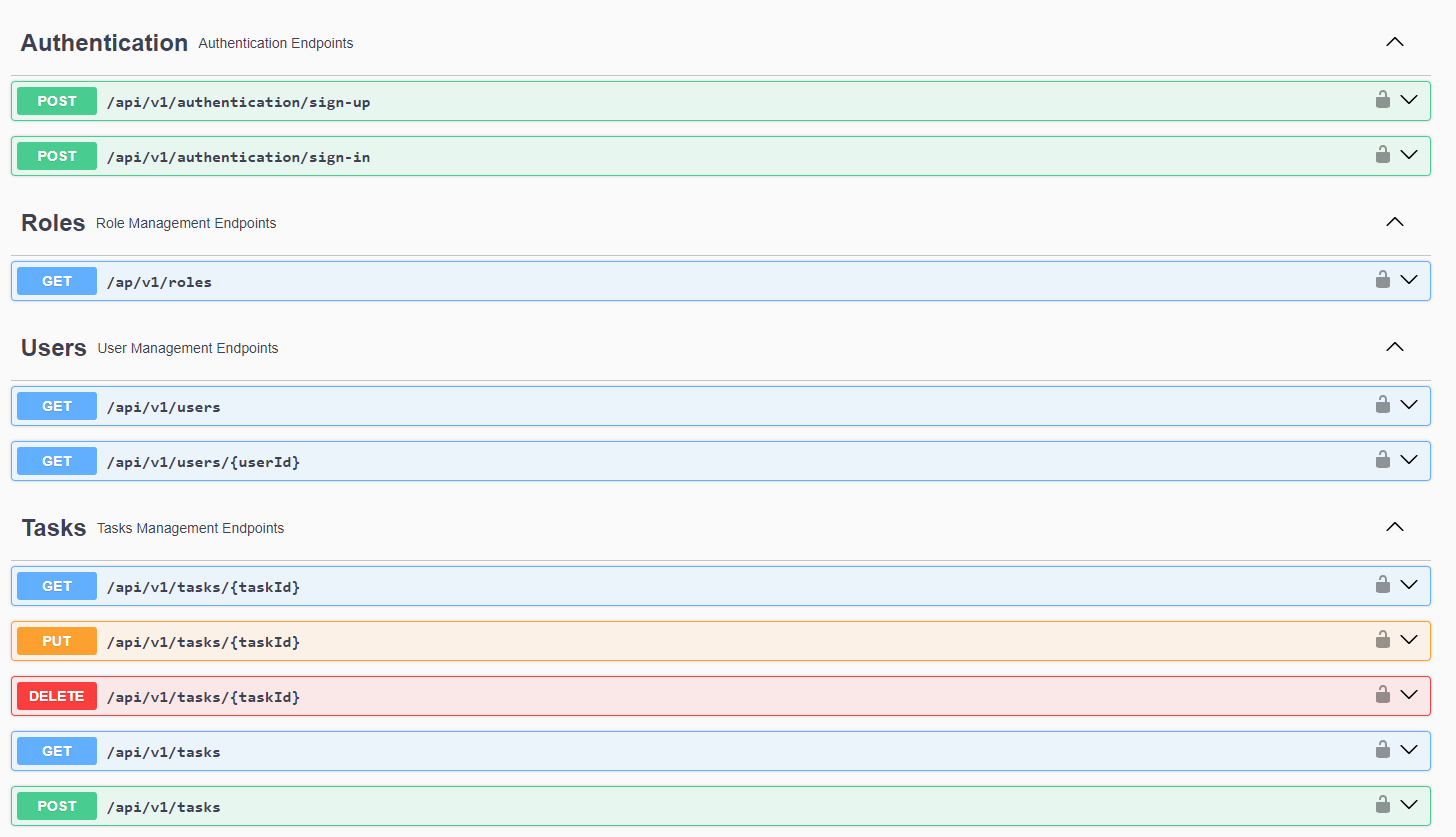 Authentication Authentication Endpoints
POST /api/v1/authentication/sign-up
POST /api/v1/authentication/sign-in
Roles Role Management Endpoints
GET /ap/v1/roles
Users User Management Endpoints
GET /api/v1/users
GET /api/v1/users/{userId}
Tasks Tasks Management Endpoints
GET /api/v1/tasks/{taskId}
PUT /api/v1/tasks/{taskId}
DELETE /api/v1/tasks/{taskId}
GET /api/v1/tasks
POST /api/v1/tasks